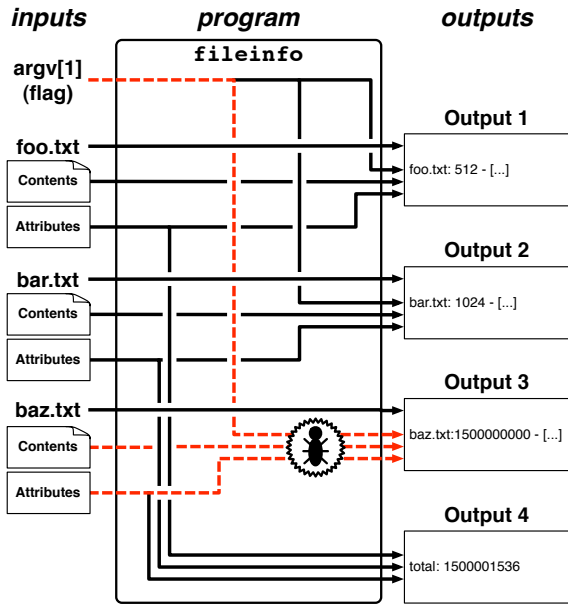 inputs program outputs
fileinfo
argv[1]
(flag)
Output 1
foo.txt
foo.txt: 512 - [...]
Contents
Attributes
Output 2
bar.txt
bar.txt: 1024 - [...]
Contents
Attributes
Output 3
baz.txt
baz.txt:1500000000 - [...]
Contents
Attributes
Output 4
total: 1500001536